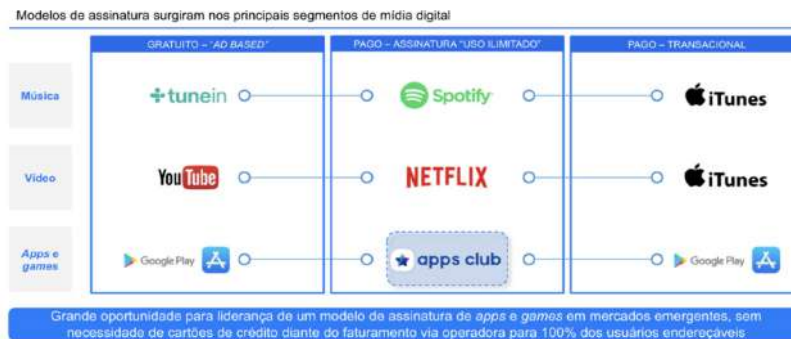 Modelos de assinatura surgiram nos principais segmentos de mídia digital
GRATUITO – "AD BASED"
PAGO – ASSINATURA "USO ILIMITADO"
PAGO – TRANSACIONAL
Música
tunein
Spotify
iTunes
Vídeo
YouTube
NETFLIX
iTunes
Apps e
games
Google Play
apps club
Google Play
Grande oportunidade para liderança de um modelo de assinatura de apps e games em mercados emergentes, sem
necessidade de cartões de crédito diante do faturamento via operadora para 100% dos usuários endereçáveis